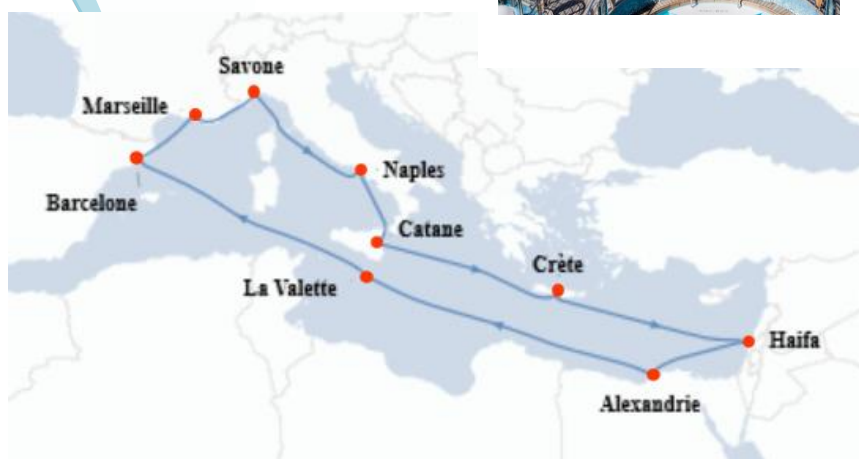 Savone
Marseille
Naples
Barcelone
Catane
Crète
La Valette
Haifa
Alexandrie